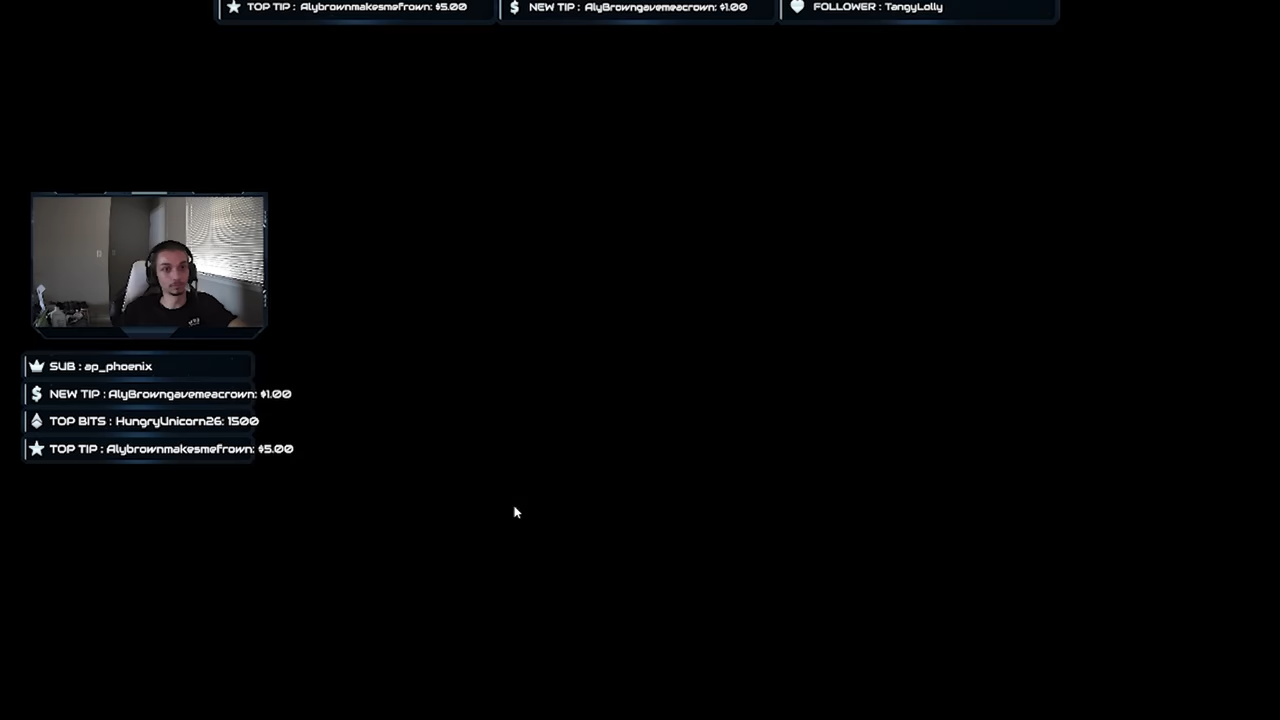 TOP TIP : Alybrownmakesmefrown: $5.00
NEW TIP : AlyBrowngavemeacrown: $1.00
FOLLOWER : TangyLolly
SUB : ap_phoenix
NEW TIP : AlyBrowngavemeacrown: $1.00
TOP BITS : HungryUnicorn26: 1500
TOP TIP : Alybrownmakesmefrown: $5.00